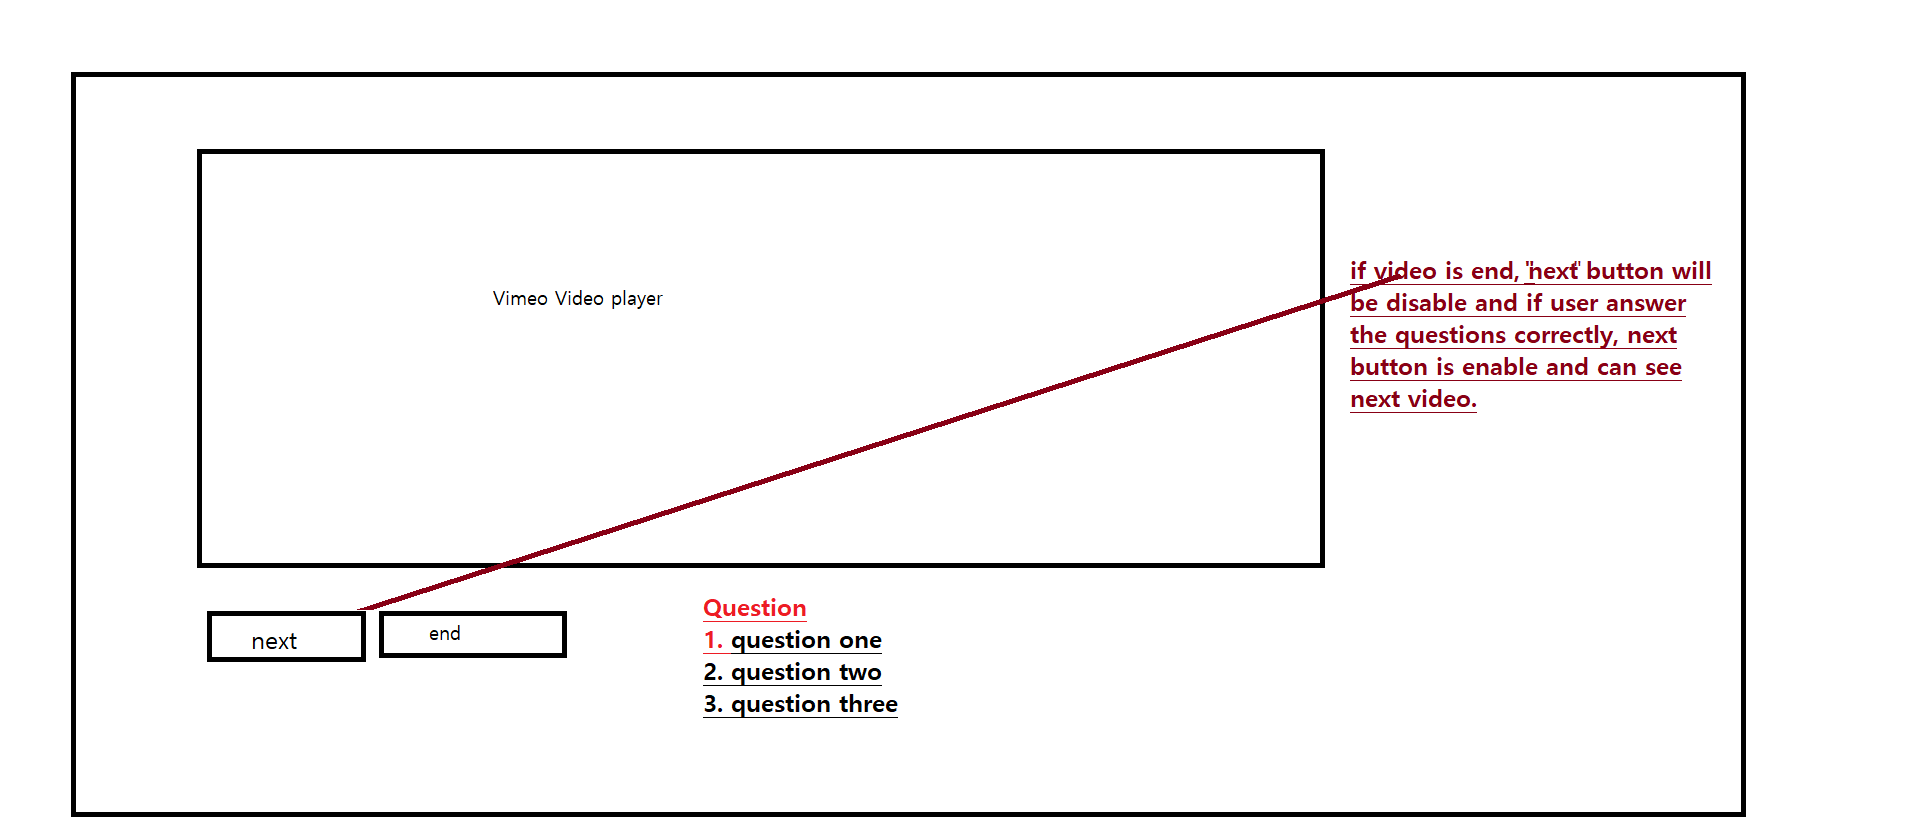 Vimeo Video player
if video is end, "next" button will
be disable and if user answer
the questions correctly, next
button is enable and can see
next video.
next
end
Question
1. question one
2. question two
3. question three